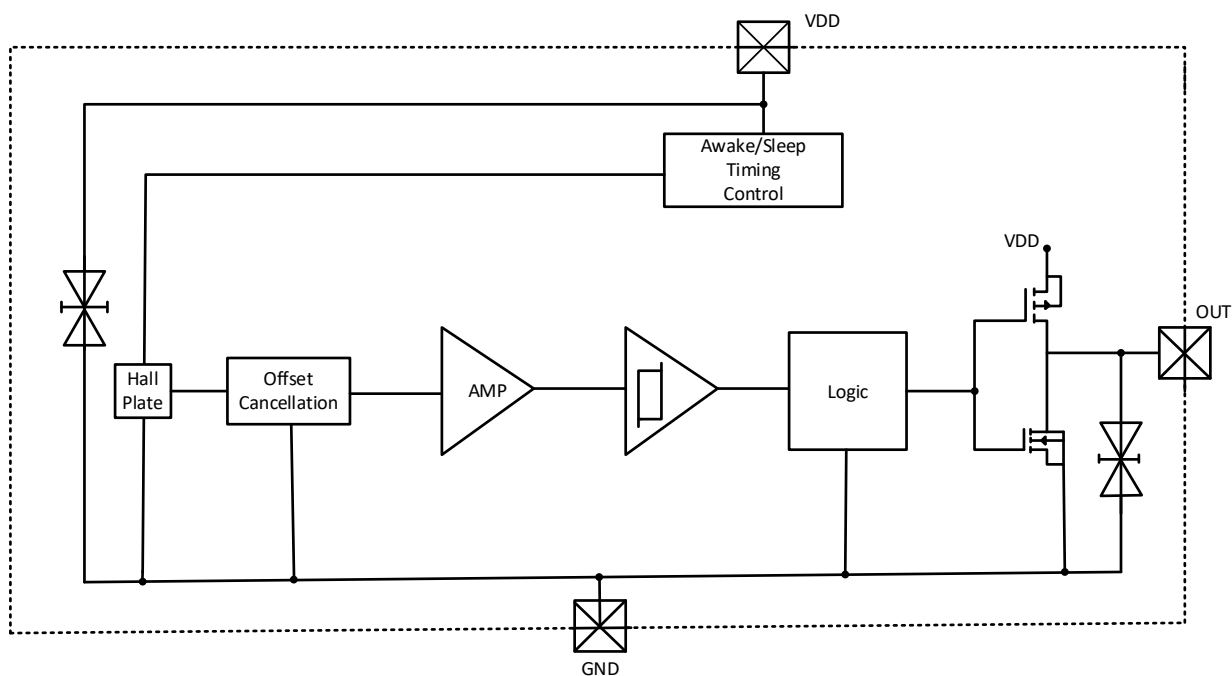 VDD
Awake/Sleep
Timing
Control
VDD
OUT
Hall
Plate
Offset
Cancellation
AMP
Logic
GND